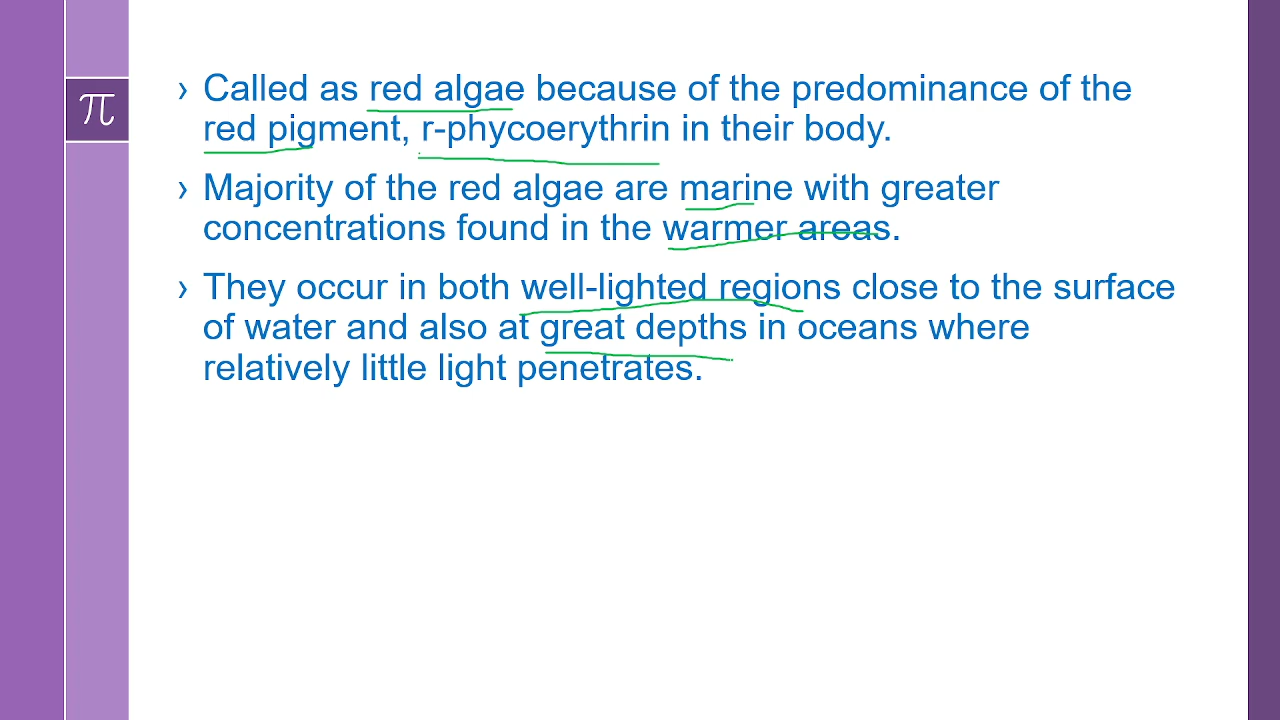 π
› Called as red algae because of the predominance of the
red pigment, r-phycoerythrin in their body.
› Majority of the red algae are marine with greater
concentrations found in the warmer areas.
› They occur in both well-lighted regions close to the surface
of water and also at great depths in oceans where
relatively little light penetrates.